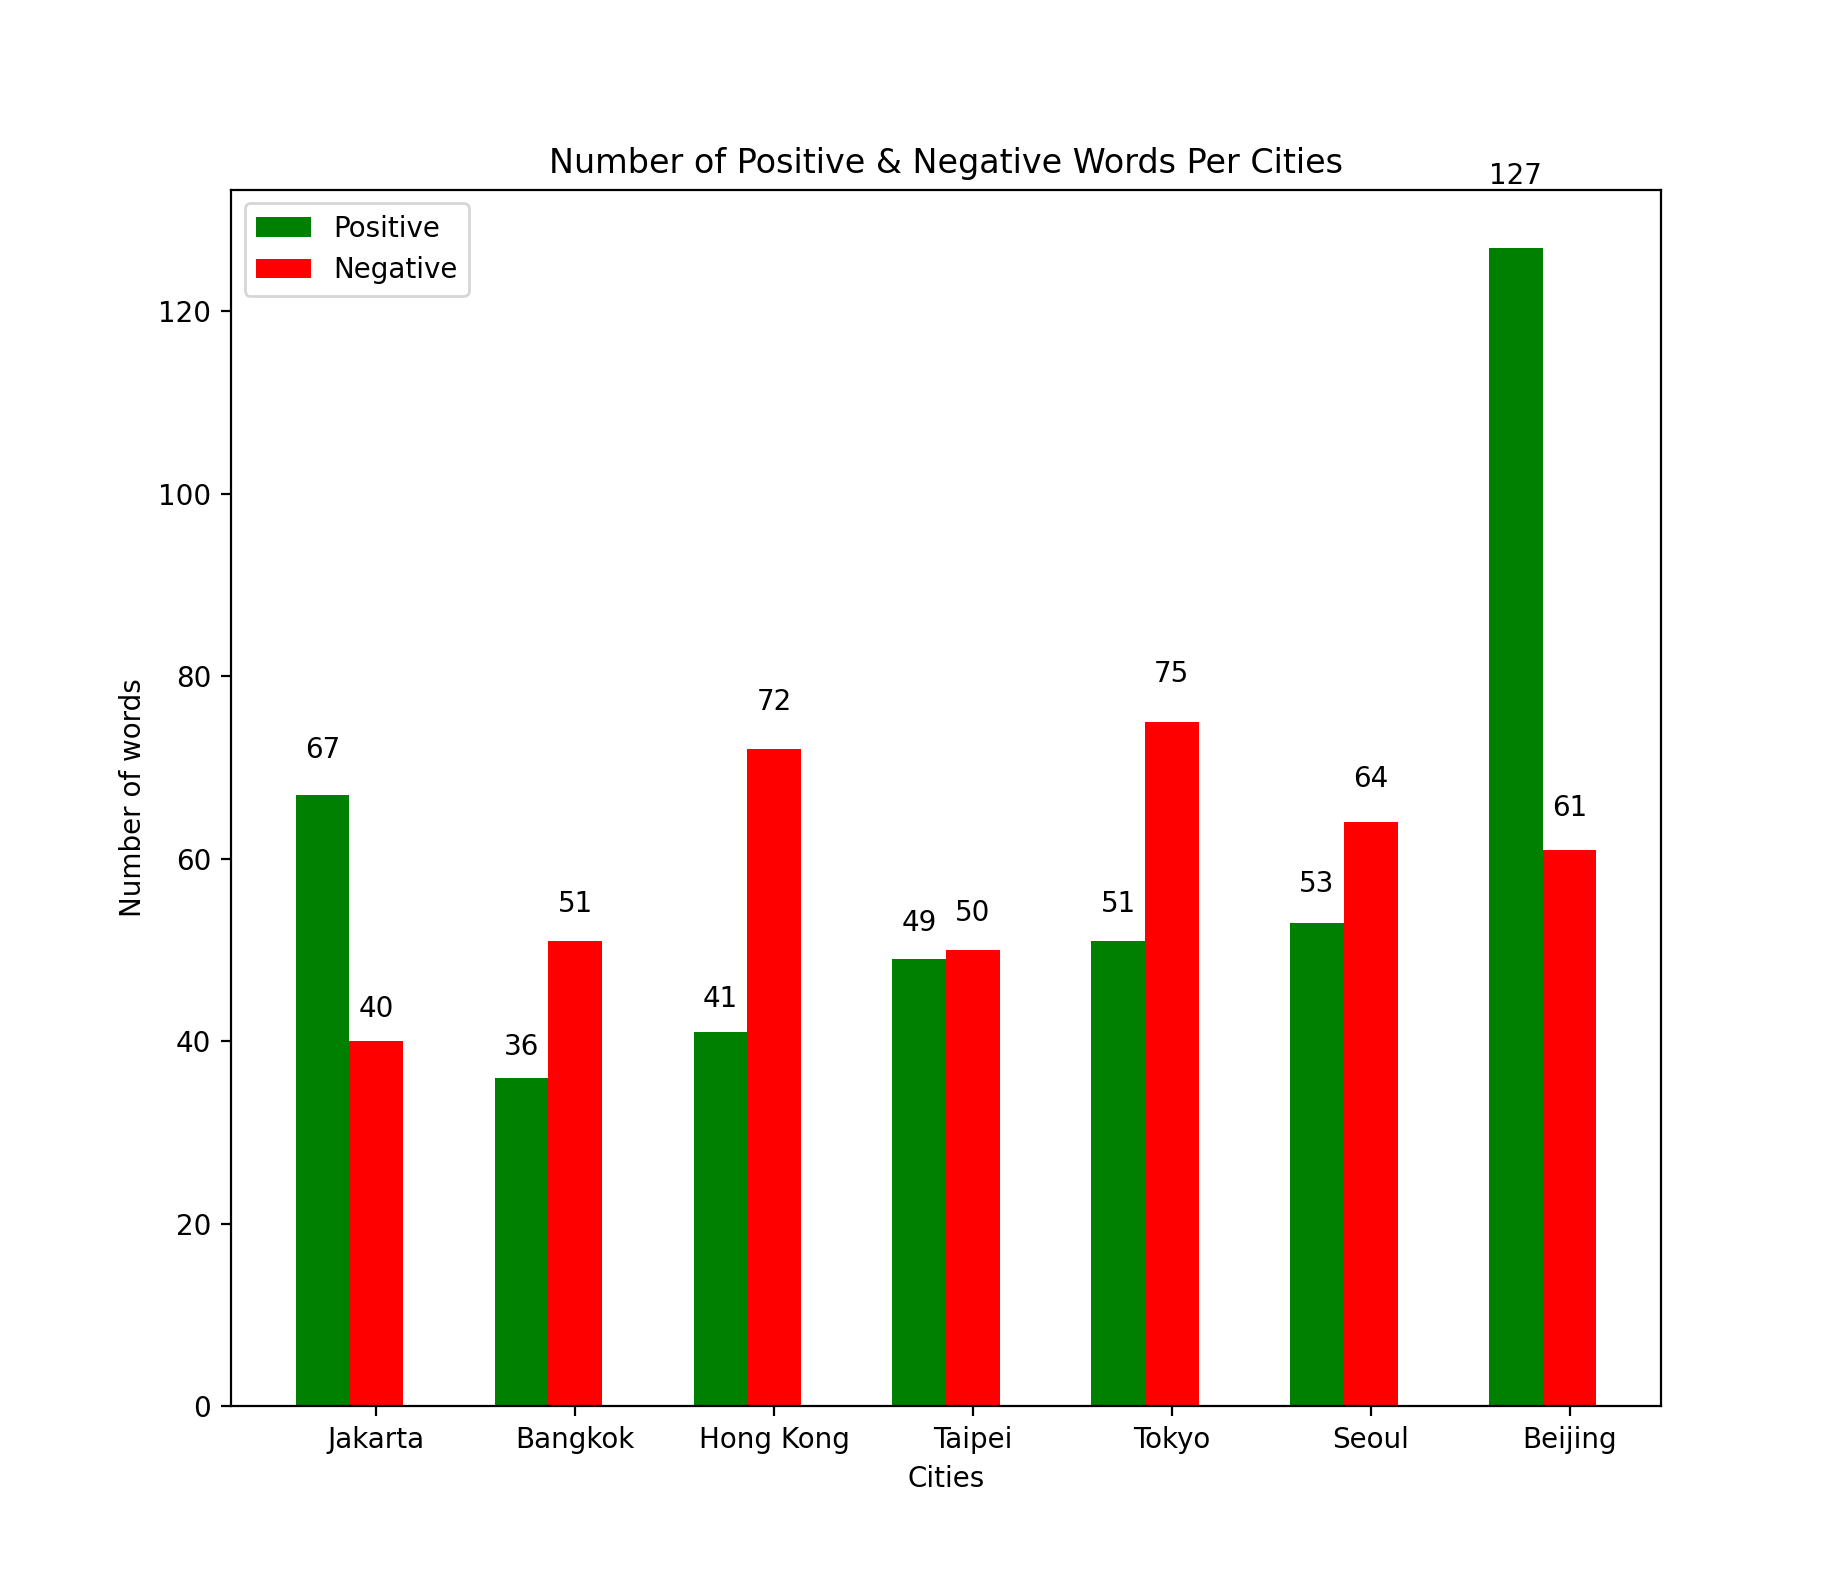 Number of Positive & Negative Words Per Cities
127
Positive
Negative
120
100
80
60
40
20
0
Number of words
67
40
36
51
41
72
49
50
51
75
53
64
61
Jakarta
Bangkok
Hong Kong
Taipei
Tokyo
Seoul
Beijing
Cities